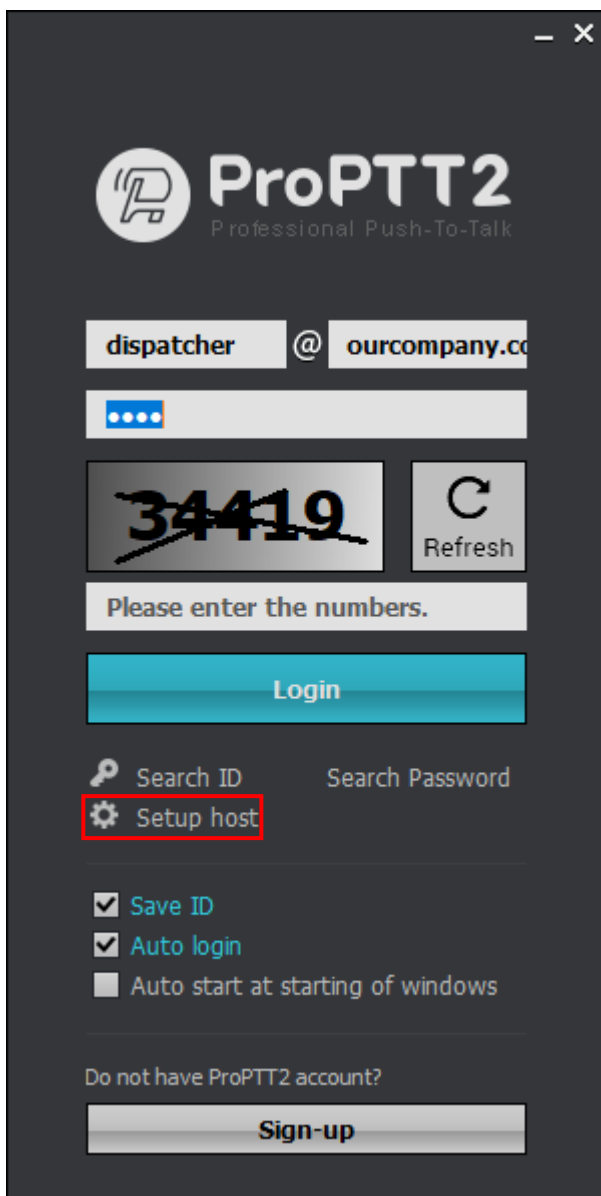 ProPTT2
Professional Push-To-Talk
dispatcher @ ourcompany.co
34419
Refresh
Please enter the numbers.
Login
Search ID Search Password
Setup host
Save ID
Auto login
Auto start at starting of windows
Do not have ProPTT2 account?
Sign-up